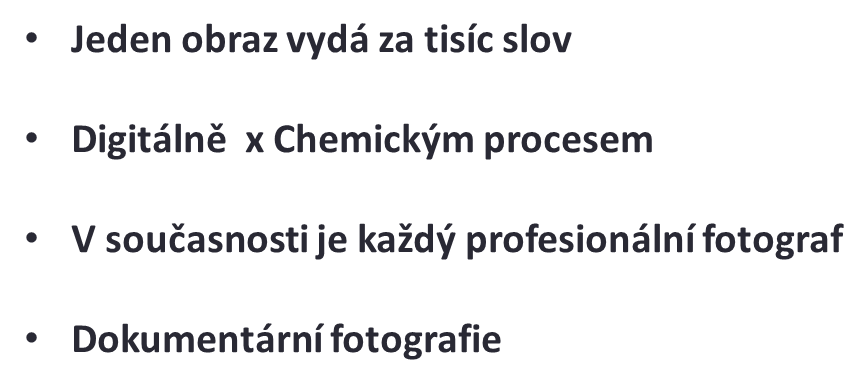 • Jeden obraz vydá za tisíc slov
• Digitálně  x Chemickým procesem
• V současnosti je každý profesionální fotograf
• Dokumentární fotografie